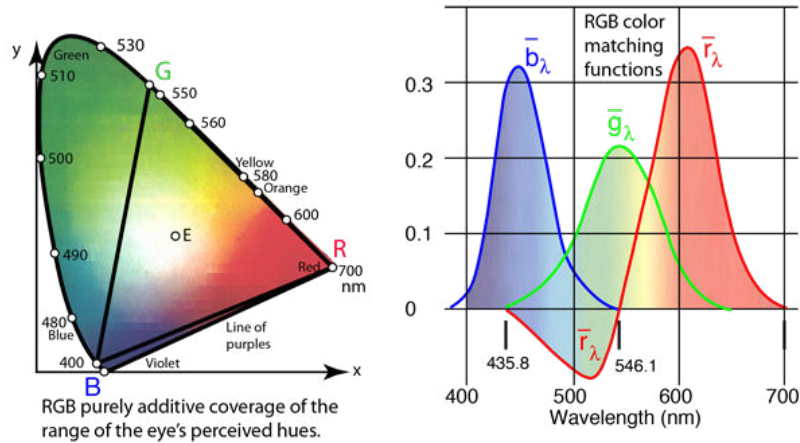 y
530
Green
510
G
550
560
500
Yellow
580
Orange
600
E
490
R
Red
700
nm
480
Blue
Line of
purples
400
Violet
B
x
RGB purely additive coverage of the
range of the eye's perceived hues.
RGB color
matching
functions
b̅λ
r̅λ
g̅λ
0.3
0.2
0.1
0
r̅λ
435.8
546.1
400
500
600
700
Wavelength (nm)